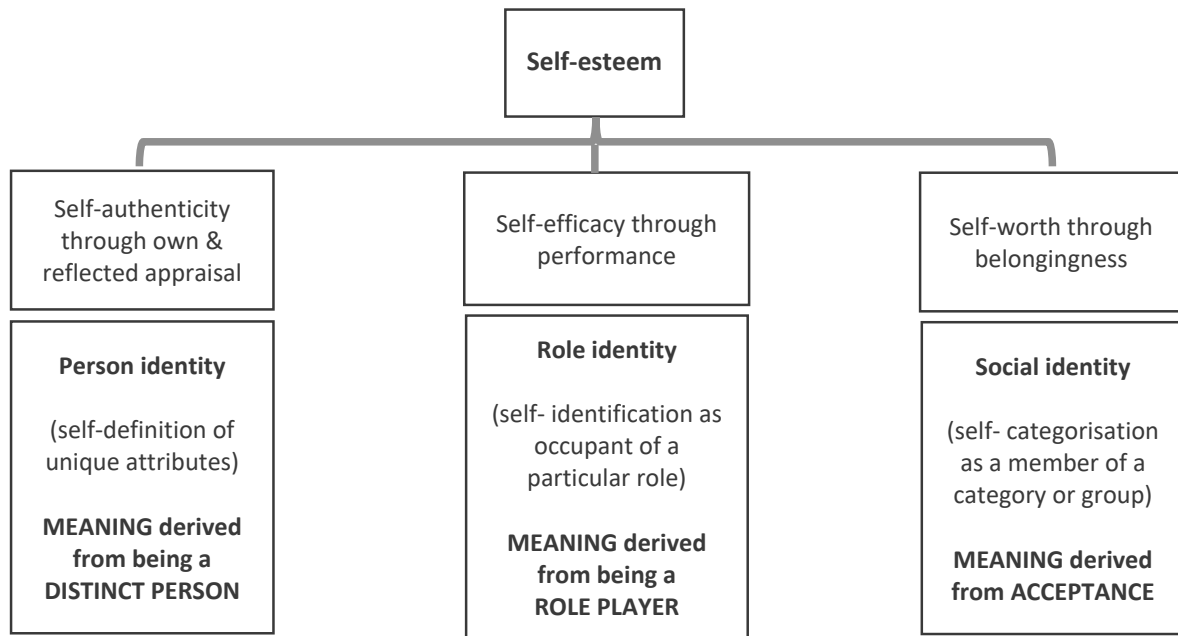 Self-esteem
Self-authenticity
through own &
reflected appraisal
Person identity
(self-definition of
unique attributes)
MEANING derived
from being a
DISTINCT PERSON
Self-efficacy through
performance
Role identity
(self- identification as
occupant of a
particular role)
MEANING derived
from being a
ROLE PLAYER
Self-worth through
belongingness
Social identity
(self- categorisation
as a member of a
category or group)
MEANING derived
from ACCEPTANCE